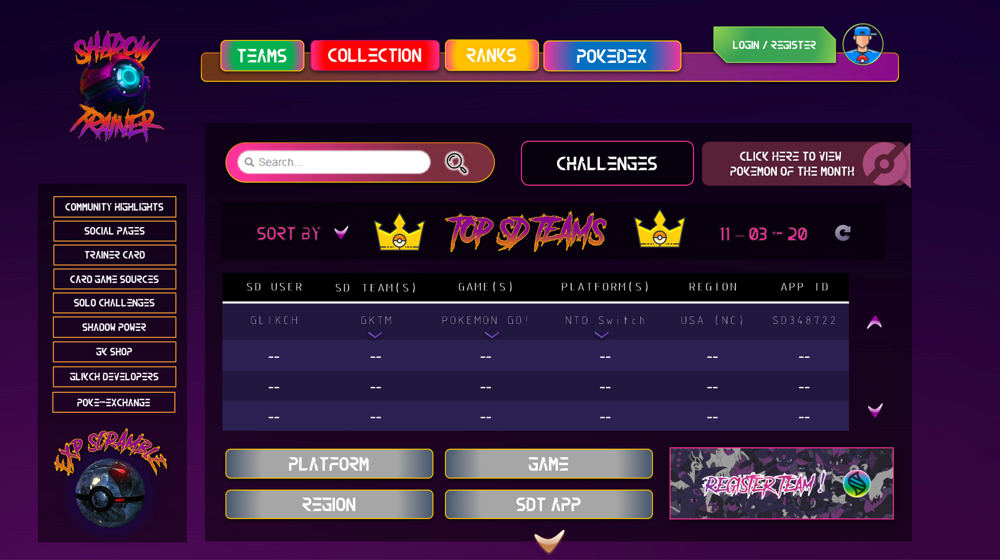 SHADOW
TRAINER
TEAMS
COLLECTION
RANKS
POKEDEX
LOGIN / REGISTER
Search...
CHALLENGES
CLICK HERE TO VIEW
POKEMON OF THE MONTH
COMMUNITY HIGHLIGHTS
SOCIAL PAGES
TRAINER CARD
CARD GAME SOURCES
SOLO CHALLENGES
SHADOW POWER
GK SHOP
GLIKCH DEVELOPERS
POKE-EXCHANGE
EXP SCRAMBLE
SORT BY
TOP SD TEAMS
11 - 03 - 20
SD USER SD TEAM(S) GAME(S) PLATFORM(S) REGION APP ID
GLIKCH GKTM POKEMON GO! NTD Switch USA (NC) SD348722
-- -- -- -- -- --
-- -- -- -- -- --
-- -- -- -- -- --
PLATFORM
GAME
REGION
SDT APP
REGISTER TEAM !